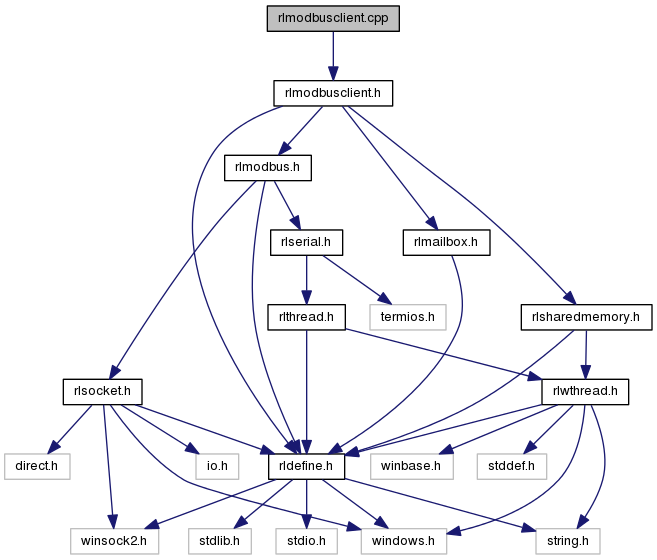 rlmodbusclient.cpp
rlmodbusclient.h
rlmodbus.h
rlserial.h
rlmailbox.h
rlthread.h
termios.h
rlsharedmemory.h
rlsocket.h
rlwthread.h
direct.h
io.h
rldefine.h
winbase.h
stddef.h
winsock2.h
stdlib.h
stdio.h
windows.h
string.h